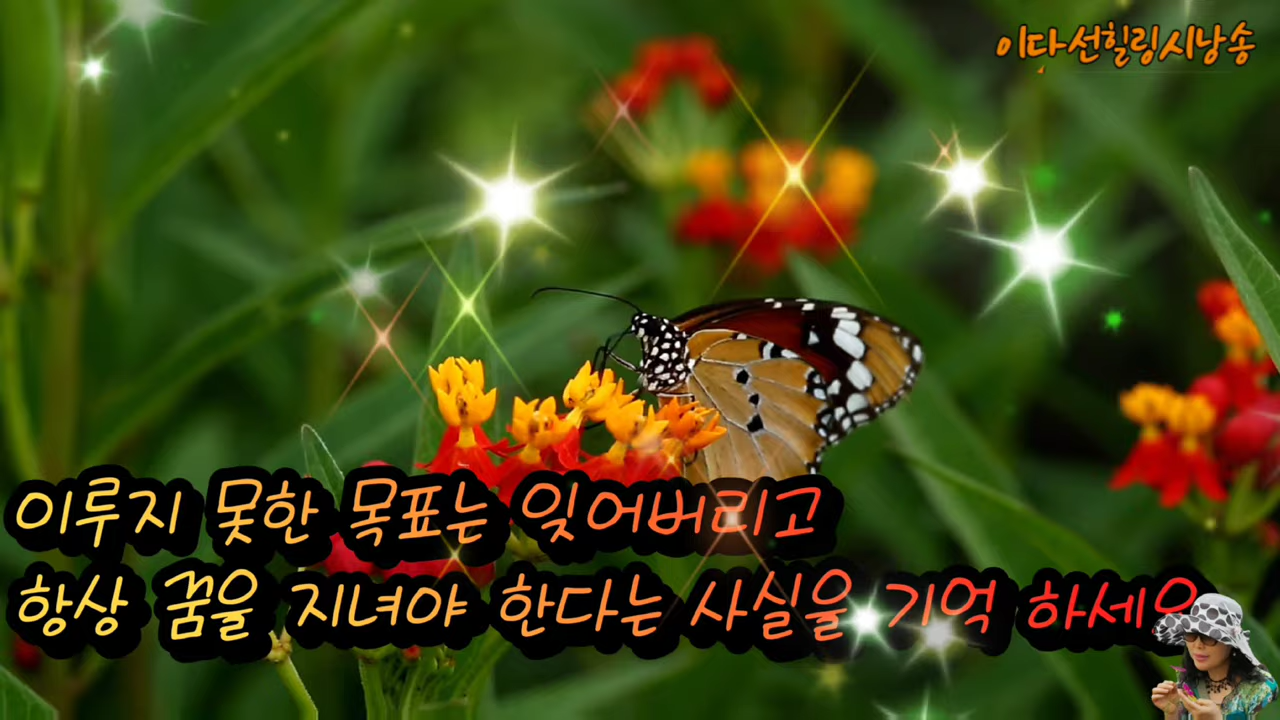 이다선힐링시낭송
이루지 못한 목표는 잊어버리고
항상 꿈을 지녀야 한다는 사실을 기억 하세요